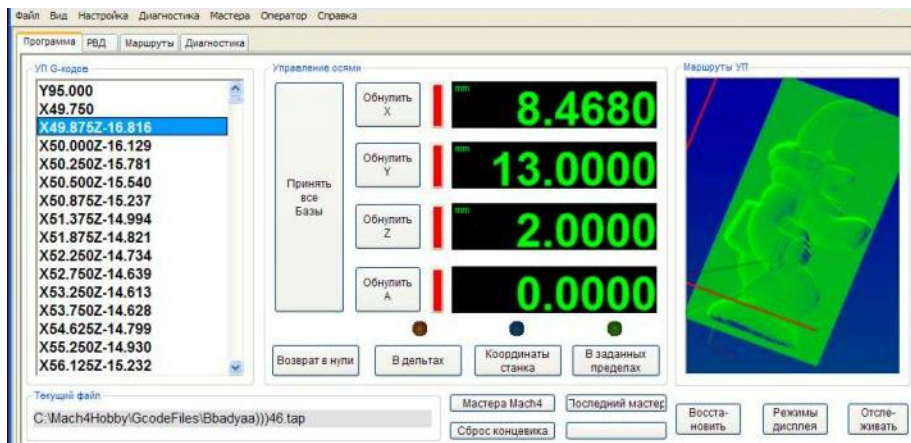 Файл Вид Настройка Диагностика Мастера Оператор Справка
Программа РВД Маршруты Диагностика
УП G-кодов
Y95.000
X49.750
X49.875Z-16.816
X50.000Z-16.129
X50.250Z-15.781
X50.500Z-15.540
X50.875Z-15.237
X51.375Z-14.994
X51.875Z-14.821
X52.250Z-14.734
X52.750Z-14.639
X53.250Z-14.613
X53.750Z-14.628
X54.625Z-14.799
X55.250Z-14.930
X56.125Z-15.232
Управление осями
Принять
все
Базы
Обнулить
X
mm
8.4680
Обнулить
Y
mm
13.0000
Обнулить
Z
mm
2.0000
Обнулить
A
0.0000
Возврат в нули
В дельтах
Координаты
станка
В заданных
пределах
Маршруты УП
Текущий файл
C:\Mach4Hobby\GcodeFiles\Bbadyaa)))46.tap
Мастера Mach4
Последний мастер
Сброс концевика
Восста-
новить
Режимы
дисплея
Отсле-
живать